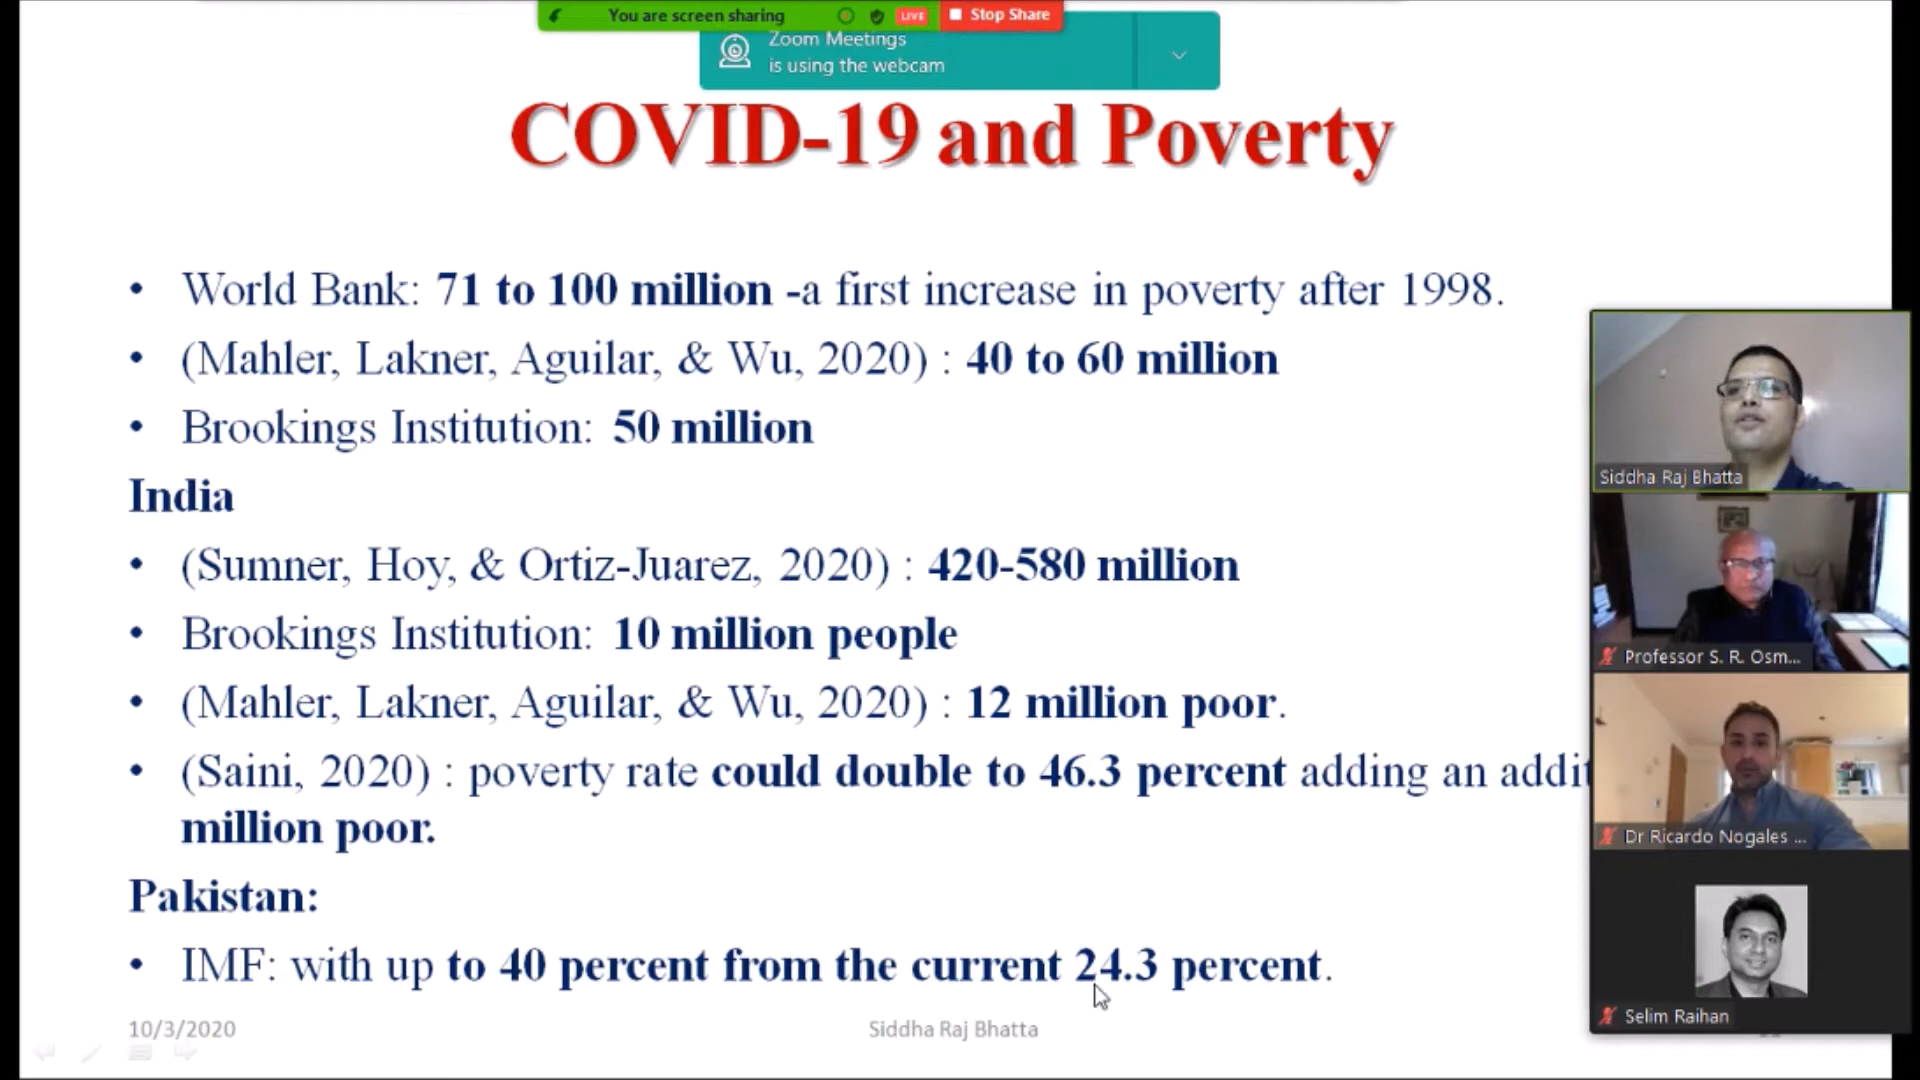 You are screen sharing
LIVE
Stop Share
Zoom Meetings
is using the webcam
COVID-19 and Poverty
• World Bank: 71 to 100 million -a first increase in poverty after 1998.
• (Mahler, Lakner, Aguilar, & Wu, 2020) : 40 to 60 million
• Brookings Institution: 50 million
India
• (Sumner, Hoy, & Ortiz-Juarez, 2020) : 420-580 million
• Brookings Institution: 10 million people
• (Mahler, Lakner, Aguilar, & Wu, 2020) : 12 million poor.
• (Saini, 2020) : poverty rate could double to 46.3 percent adding an addit
million poor.
Pakistan:
• IMF: with up to 40 percent from the current 24.3 percent.
10/3/2020
Siddha Raj Bhatta
Siddha Raj Bhatta
Professor S. R. Osm...
Dr Ricardo Nogales ...
Selim Raihan